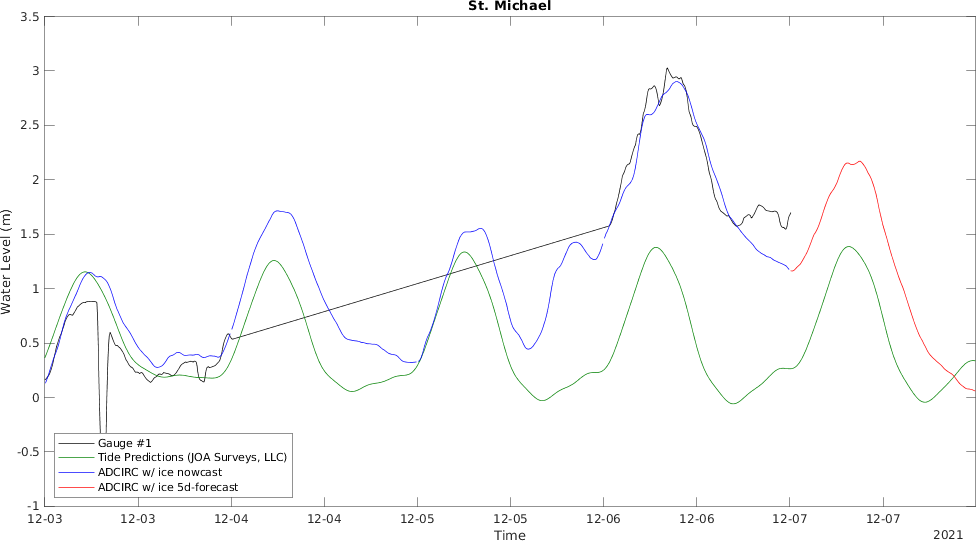 St. Michael
3.5
3
2.5
2
1.5
1
0.5
0
-0.5
-1
Water Level (m)
Gauge #1
Tide Predictions (JOA Surveys, LLC)
ADCIRC w/ ice nowcast
ADCIRC w/ ice 5d-forecast
12-03 12-03 12-04 12-04 12-05 12-05 12-06 12-06 12-07 12-07
Time
2021